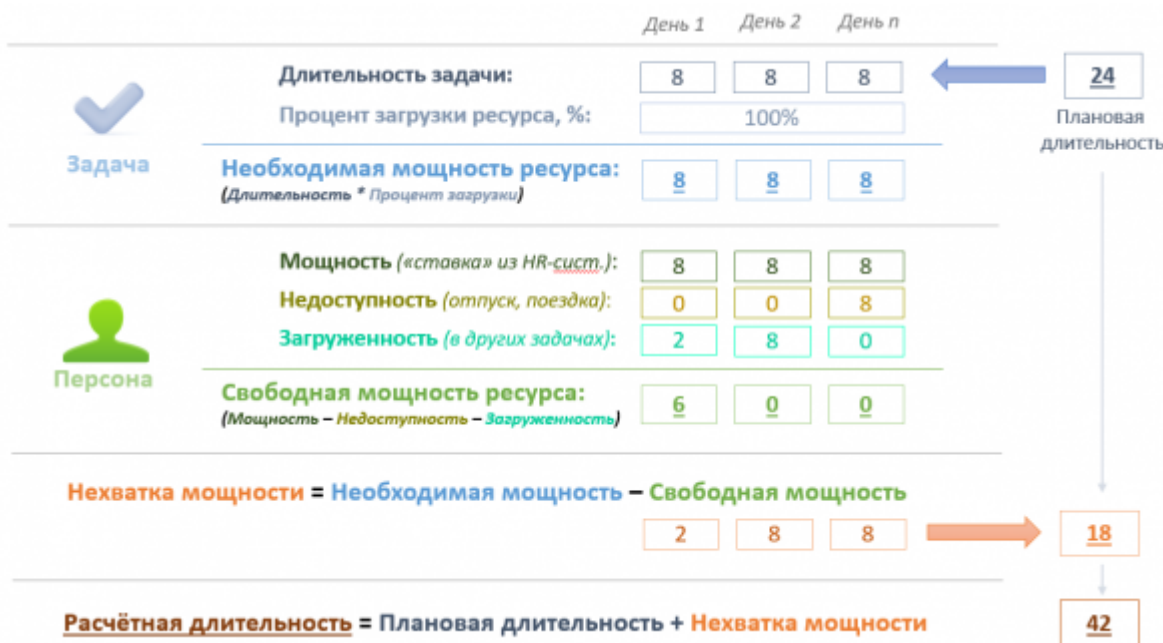 День 1 День 2 День n
Длительность задачи: 8 8 8 24
Процент загрузки ресурса, %: 100% Плановая
длительность
Задача
Необходимая мощность ресурса: 8 8 8
(Длительность * Процент загрузки)
Мощность («ставка» из HR-сист.): 8 8 8
Недоступность (отпуск, поездка): 0 0 8
Загруженность (в других задачах): 2 8 0
Персона
Свободная мощность ресурса: 6 0 0
(Мощность – Недоступность – Загруженность)
Нехватка мощности = Необходимая мощность – Свободная мощность
2 8 8 18
Расчётная длительность = Плановая длительность + Нехватка мощности 42